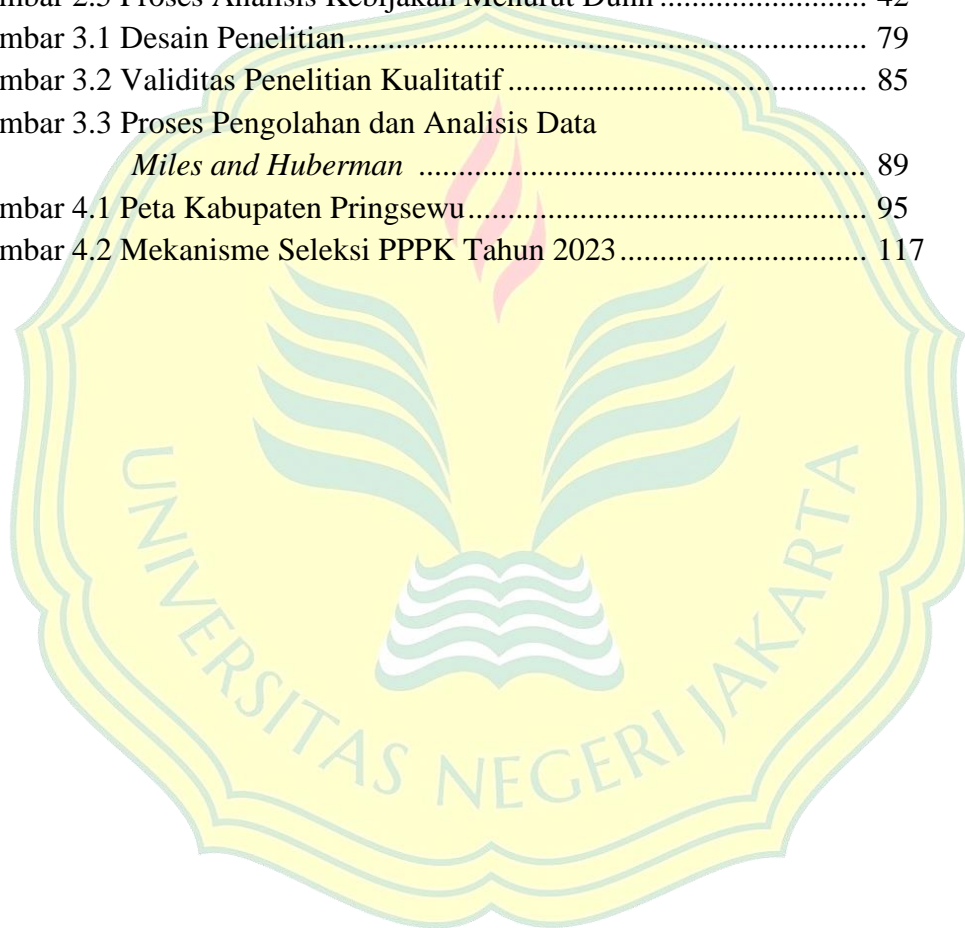 mbar 2.3 Proses Analisis Kebijakan Menurut Dunn ........................... 42
mbar 3.1 Desain Penelitian.................................................................. 79
mbar 3.2 Validitas Penelitian Kualitatif .............................................. 85
mbar 3.3 Proses Pengolahan dan Analisis Data
Miles and Huberman ......................................................... 89
mbar 4.1 Peta Kabupaten Pringsewu................................................... 95
mbar 4.2 Mekanisme Seleksi PPPK Tahun 2023............................... 117
UNIVERSITAS NEGERI JAKARTA